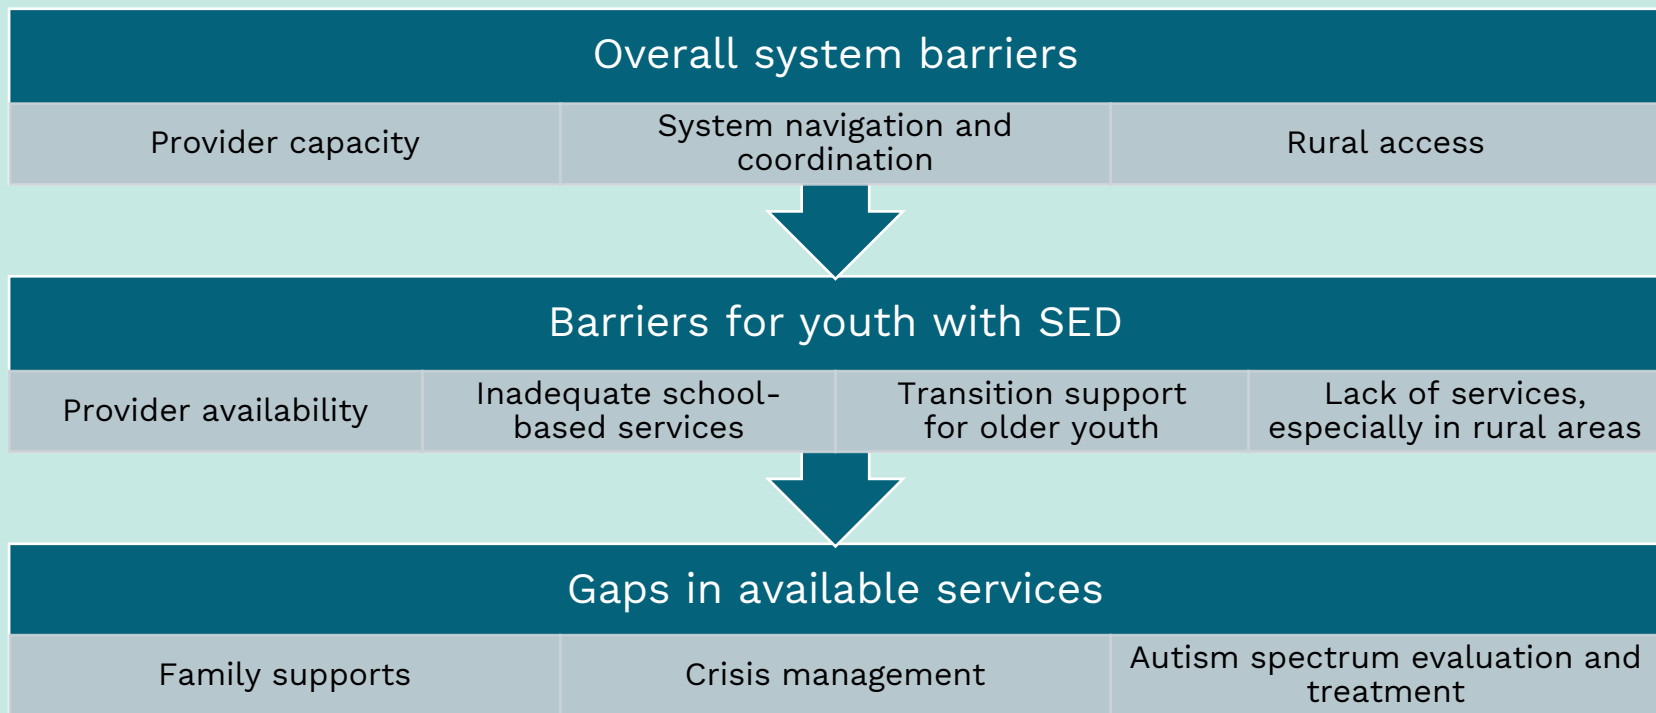 Overall system barriers
Provider capacity
System navigation and
coordination
Rural access
Barriers for youth with SED
Provider availability
Inadequate school-
based services
Transition support
for older youth
Lack of services,
especially in rural areas
Gaps in available services
Family supports
Crisis management
Autism spectrum evaluation and
treatment